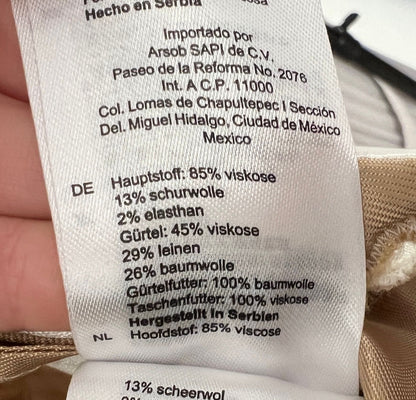 Hecho en Serbia
Importado por
Arsob SAPI de C.V.
Paseo de la Reforma No. 2076
Int. A C.P. 11000
Col. Lomas de Chapultepec I Sección
Del. Miguel Hidalgo, Ciudad de México
Mexico
DE Hauptstoff: 85% viskose
13% schurwolle
2% elasthan
Gürtel: 45% viskose
29% leinen
26% baumwolle
Gürtelfutter: 100% baumwolle
Taschenfutter: 100% viskose
Hergestellt In Serbien
NL Hoofdstof: 85% viscose
13% scheerwol